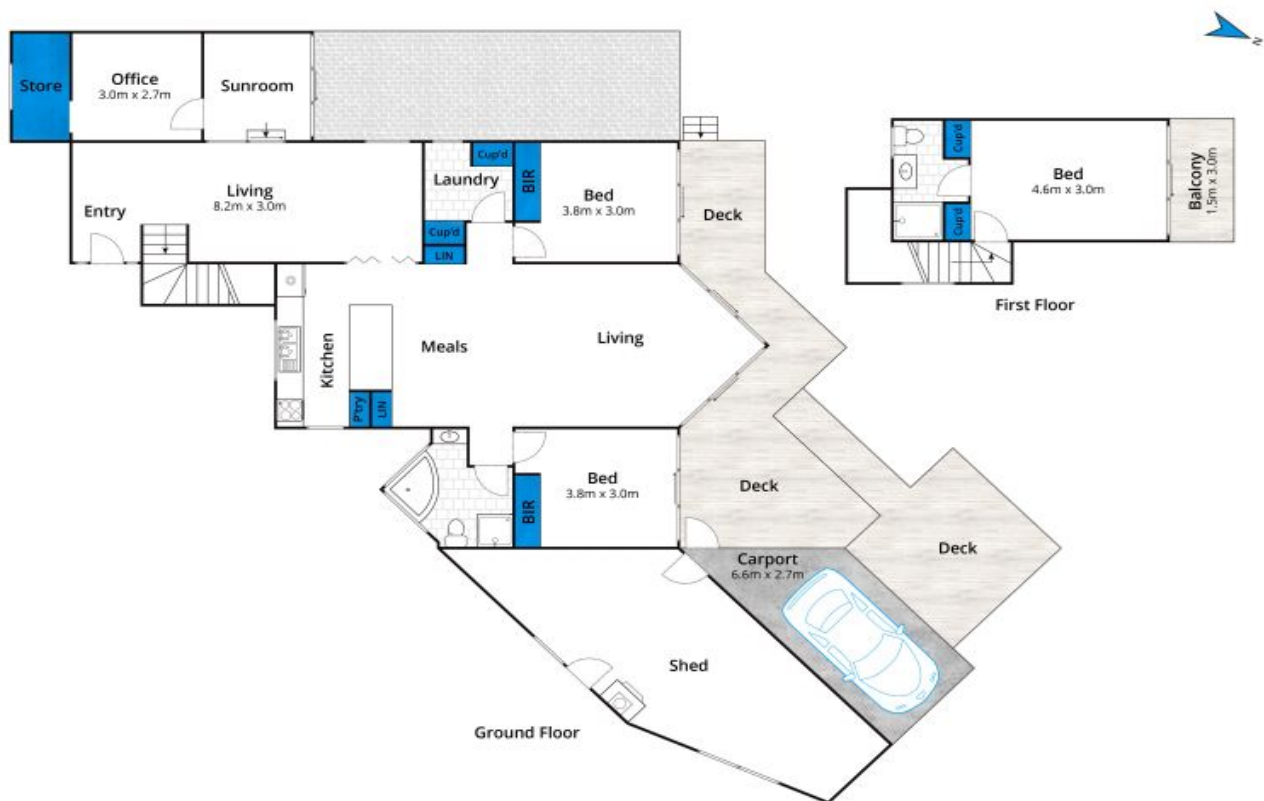 N
Store
Office
3.0m x 2.7m
Sunroom
Living
8.2m x 3.0m
Entry
Laundry
Cup'd
Cup'd
LIN
BIR
Bed
3.8m x 3.0m
Deck
Kitchen
Meals
Living
P'try
LIN
BIR
Bed
3.8m x 3.0m
Deck
Deck
Carport
6.6m x 2.7m
Shed
Ground Floor
Cup'd
Cup'd
Bed
4.6m x 3.0m
Balcony
1.5m x 3.0m
First Floor